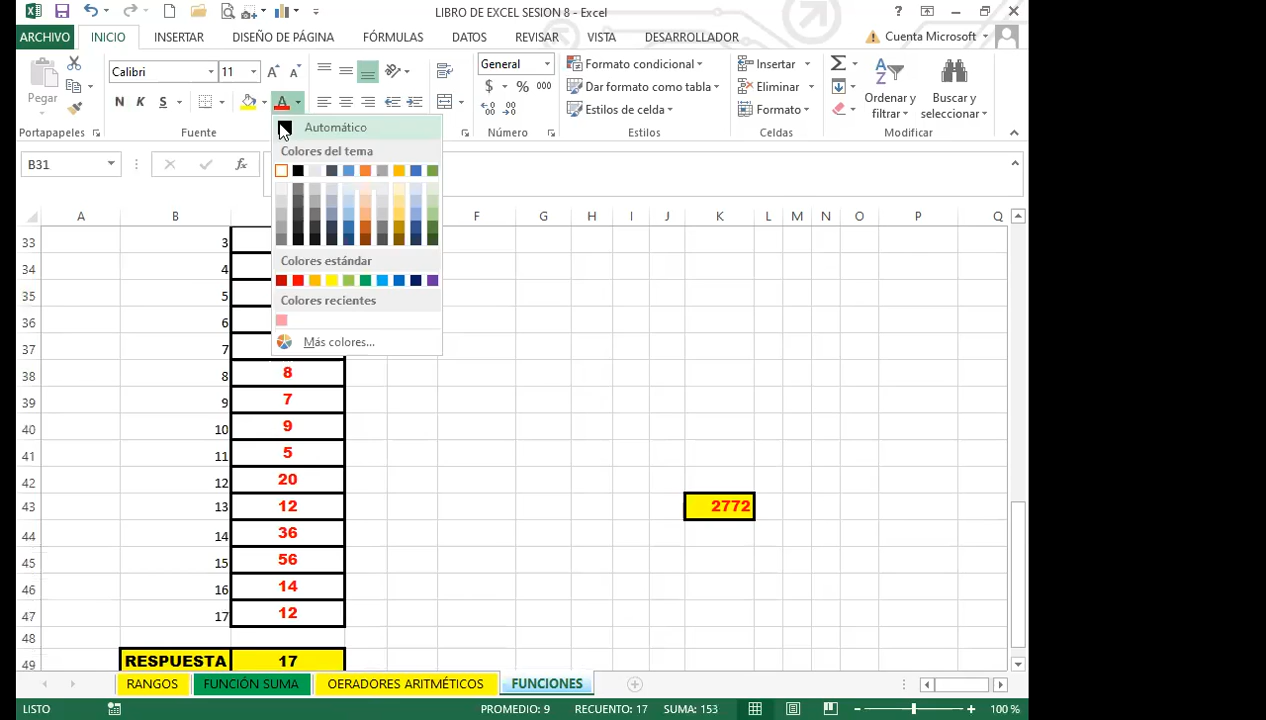 LIBRO DE EXCEL SESION 8 - Excel
ARCHIVO INICIO INSERTAR DISEÑO DE PÁGINA FÓRMULAS DATOS REVISAR VISTA DESARROLLADOR Cuenta Microsoft
Pegar
Calibri 11
N K S
A
General
$ % 000
Formato condicional
Dar formato como tabla
Estilos de celda
Insertar
Eliminar
Formato
Ordenar y
filtrar
Buscar y
seleccionar
Portapapeles Fuente Número Estilos Celdas Modificar
Automático
Colores del tema
Colores estándar
Colores recientes
Más colores...
B31 fx
A B F G H I J K L M N O P Q
33 3
34 4
35 5
36 6
37 7
38 8 8
39 9 7
40 10 9
41 11 5
42 12 20
43 13 12 2772
44 14 36
45 15 56
46 16 14
47 17 12
48
49 RESPUESTA 17
RANGOS FUNCIÓN SUMA OERADORES ARITMÉTICOS FUNCIONES
LISTO PROMEDIO: 9 RECUENTO: 17 SUMA: 153 100 %